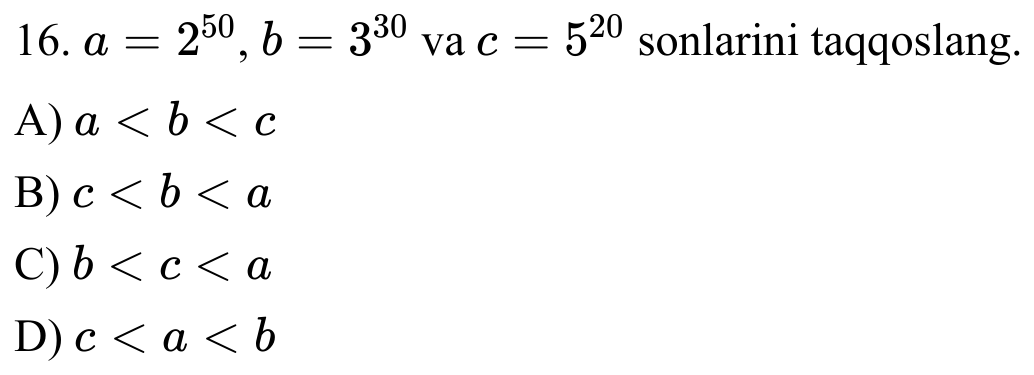 16. a = 2^50, b = 3^30 va c = 5^20 sonlarini taqqoslang.
A) a < b < c
B) c < b < a
C) b < c < a
D) c < a < b